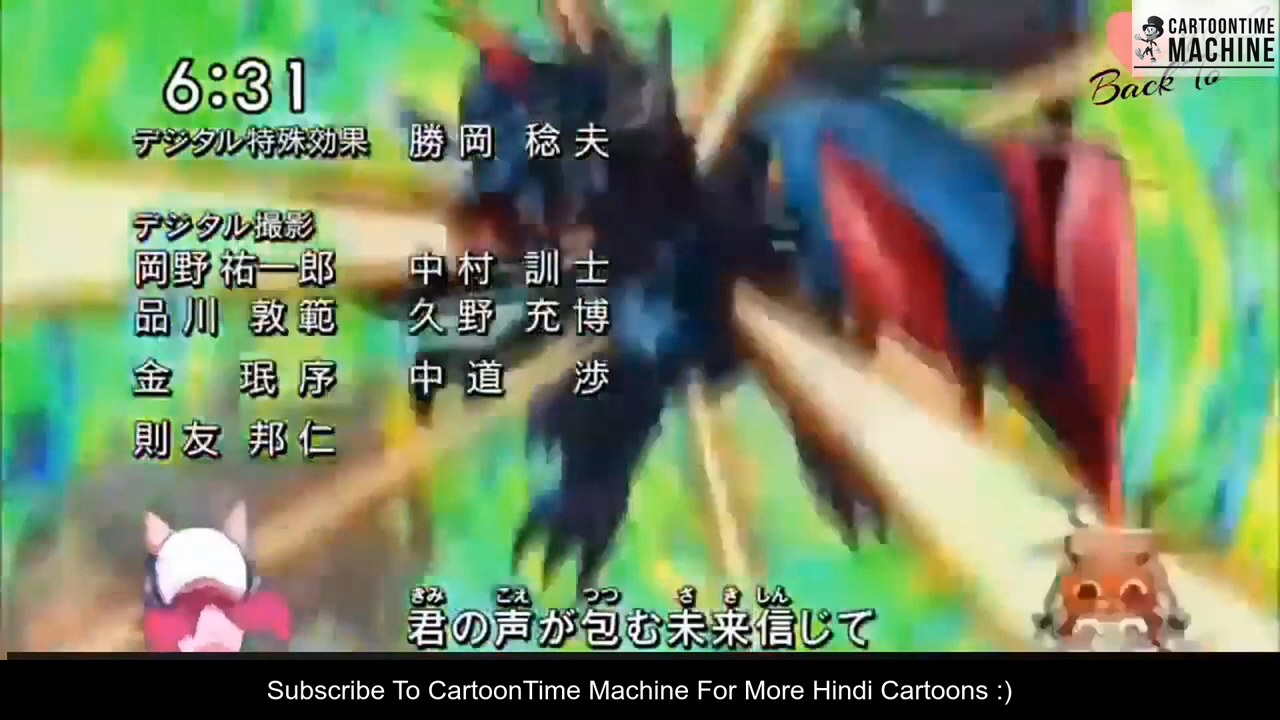 CARTOONTIME
MACHINE
Back To
6:31
デジタル特殊効果 勝岡 稔夫
デジタル撮影
岡野 祐一郎 中村 訓士
品川 敦範 久野 充博
金 珉序 中道 渉
則友 邦仁
きみ こえ つつ さ き しん
君の声が包む未来信じて
Subscribe To CartoonTime Machine For More Hindi Cartoons :)